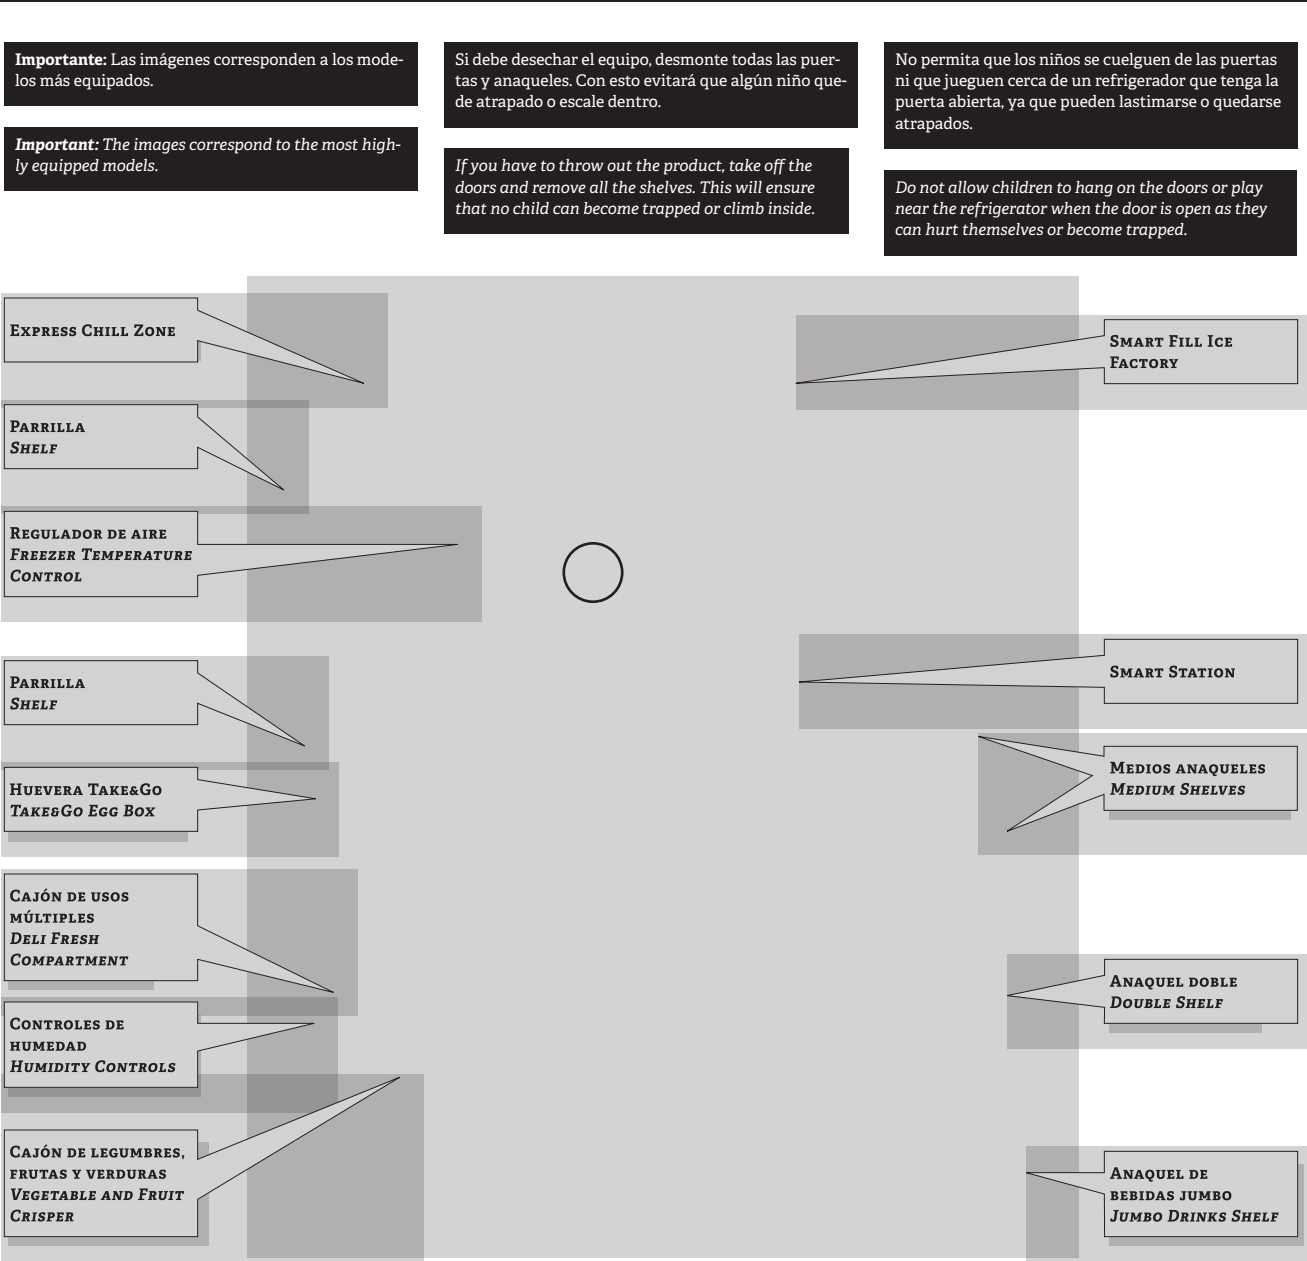 Importante: Las imágenes corresponden a los mode-
los más equipados.
Important: The images correspond to the most high-
ly equipped models.
Si debe desechar el equipo, desmonte todas las puer-
tas y anaqueles. Con esto evitará que algún niño que-
de atrapado o escale dentro.
If you have to throw out the product, take off the
doors and remove all the shelves. This will ensure
that no child can become trapped or climb inside.
No permita que los niños se cuelguen de las puertas
ni que jueguen cerca de un refrigerador que tenga la
puerta abierta, ya que pueden lastimarse o quedarse
atrapados.
Do not allow children to hang on the doors or play
near the refrigerator when the door is open as they
can hurt themselves or become trapped.
Express Chill Zone
Parrilla
Shelf
Regulador de aire
Freezer Temperature
Control
Parrilla
Shelf
Huevera Take&Go
Take&Go Egg Box
Cajón de usos
múltiples
Deli Fresh
Compartment
Controles de
humedad
Humidity Controls
Cajón de legumbres,
frutas y verduras
Vegetable and Fruit
Crisper
Smart Fill Ice
Factory
Smart Station
Medios anaqueles
Medium Shelves
Anaquel doble
Double Shelf
Anaquel de
bebidas jumbo
Jumbo Drinks Shelf